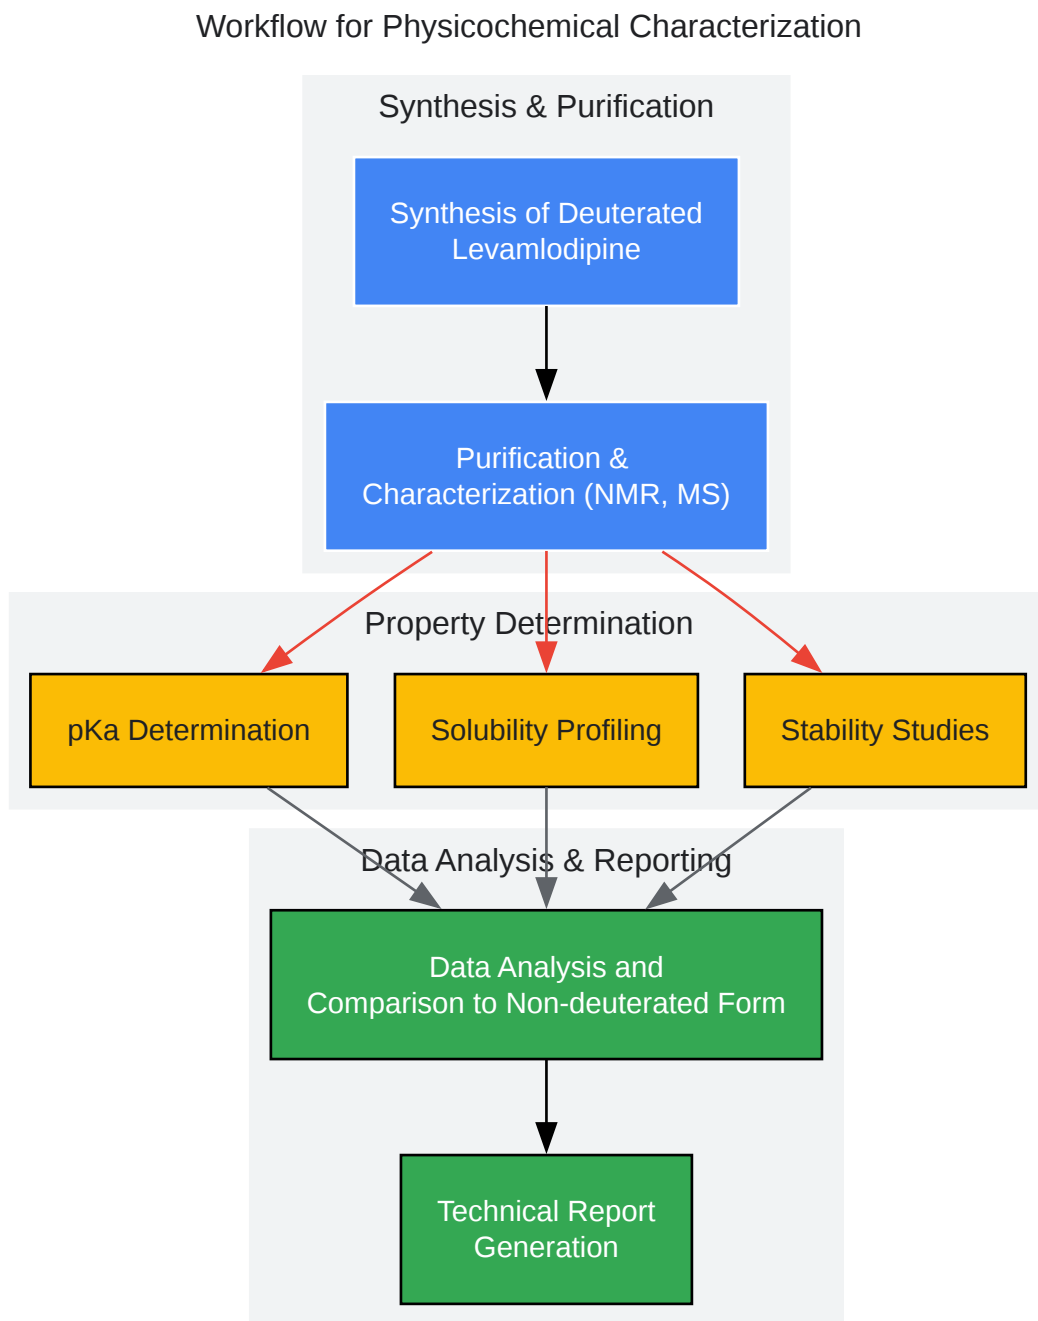 Workflow for Physicochemical Characterization
Synthesis & Purification
Synthesis of Deuterated
Levamlodipine
Purification &
Characterization (NMR, MS)
Property Determination
pKa Determination
Solubility Profiling
Stability Studies
Data Analysis & Reporting
Data Analysis and
Comparison to Non-deuterated Form
Technical Report
Generation